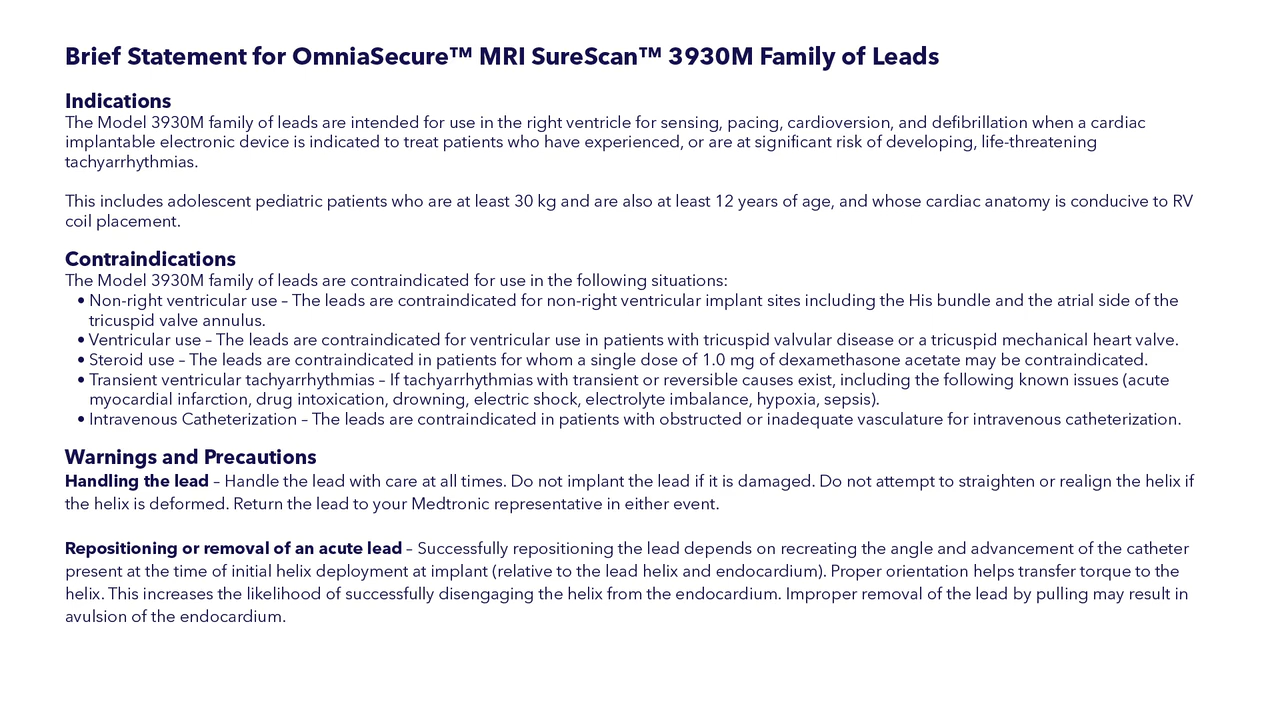 Brief Statement for OmniaSecure™ MRI SureScan™ 3930M Family of Leads
Indications
The Model 3930M family of leads are intended for use in the right ventricle for sensing, pacing, cardioversion, and defibrillation when a cardiac
implantable electronic device is indicated to treat patients who have experienced, or are at significant risk of developing, life-threatening
tachyarrhythmias.
This includes adolescent pediatric patients who are at least 30 kg and are also at least 12 years of age, and whose cardiac anatomy is conducive to RV
coil placement.
Contraindications
The Model 3930M family of leads are contraindicated for use in the following situations:
• Non-right ventricular use – The leads are contraindicated for non-right ventricular implant sites including the His bundle and the atrial side of the
tricuspid valve annulus.
• Ventricular use – The leads are contraindicated for ventricular use in patients with tricuspid valvular disease or a tricuspid mechanical heart valve.
• Steroid use – The leads are contraindicated in patients for whom a single dose of 1.0 mg of dexamethasone acetate may be contraindicated.
• Transient ventricular tachyarrhythmias – If tachyarrhythmias with transient or reversible causes exist, including the following known issues (acute
myocardial infarction, drug intoxication, drowning, electric shock, electrolyte imbalance, hypoxia, sepsis).
• Intravenous Catheterization – The leads are contraindicated in patients with obstructed or inadequate vasculature for intravenous catheterization.
Warnings and Precautions
Handling the lead – Handle the lead with care at all times. Do not implant the lead if it is damaged. Do not attempt to straighten or realign the helix if
the helix is deformed. Return the lead to your Medtronic representative in either event.
Repositioning or removal of an acute lead – Successfully repositioning the lead depends on recreating the angle and advancement of the catheter
present at the time of initial helix deployment at implant (relative to the lead helix and endocardium). Proper orientation helps transfer torque to the
helix. This increases the likelihood of successfully disengaging the helix from the endocardium. Improper removal of the lead by pulling may result in
avulsion of the endocardium.